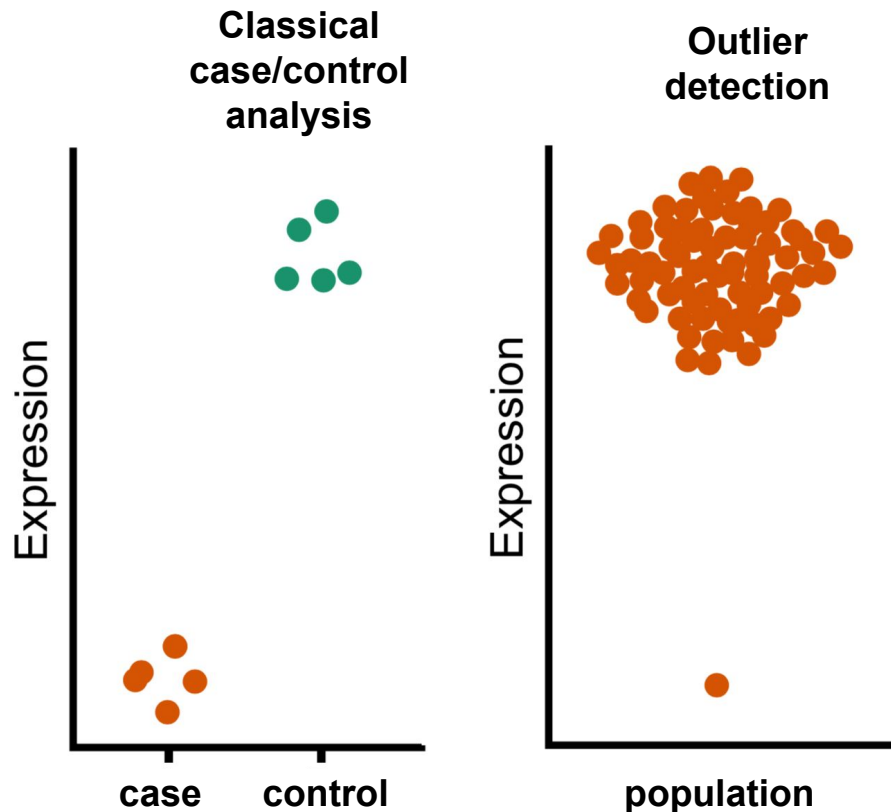 Classical
case/control
analysis
Expression
case control
Outlier
detection
Expression
population